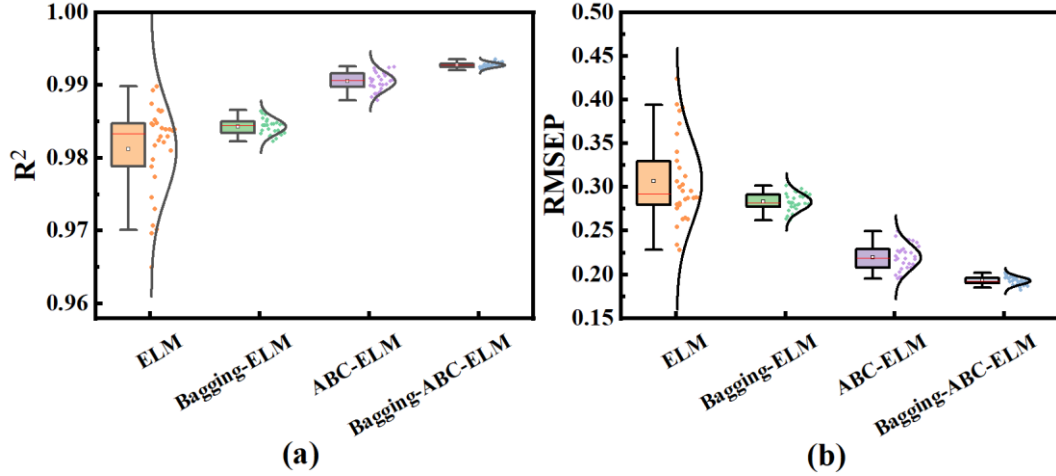 1.00
0.99
0.98
0.97
0.96
R²
ELM
Bagging-ELM
ABC-ELM
Bagging-ABC-ELM
(a)
0.50
0.45
0.40
0.35
0.30
0.25
0.20
0.15
RMSEP
ELM
Bagging-ELM
ABC-ELM
Bagging-ABC-ELM
(b)